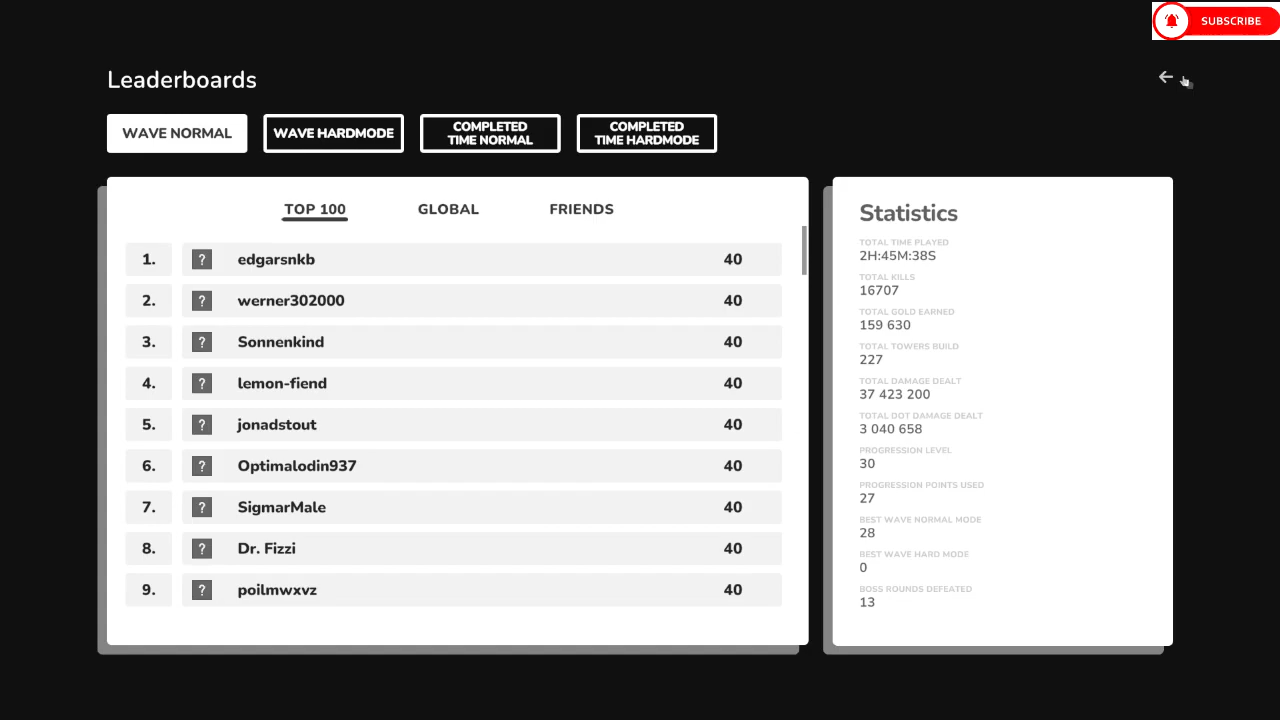 SUBSCRIBE
Leaderboards
WAVE NORMAL
WAVE HARDMODE
COMPLETED
TIME NORMAL
COMPLETED
TIME HARDMODE
TOP 100 GLOBAL FRIENDS
1. ? edgarsnkb 40
2. ? werner302000 40
3. ? Sonnenkind 40
4. ? lemon-fiend 40
5. ? jonadstout 40
6. ? Optimalodin937 40
7. ? SigmarMale 40
8. ? Dr. Fizzi 40
9. ? poilmwxvz 40
Statistics
TOTAL TIME PLAYED
2H:45M:38S
TOTAL KILLS
16707
TOTAL GOLD EARNED
159 630
TOTAL TOWERS BUILD
227
TOTAL DAMAGE DEALT
37 423 200
TOTAL DOT DAMAGE DEALT
3 040 658
PROGRESSION LEVEL
30
PROGRESSION POINTS USED
27
BEST WAVE NORMAL MODE
28
BEST WAVE HARD MODE
0
BOSS ROUNDS DEFEATED
13